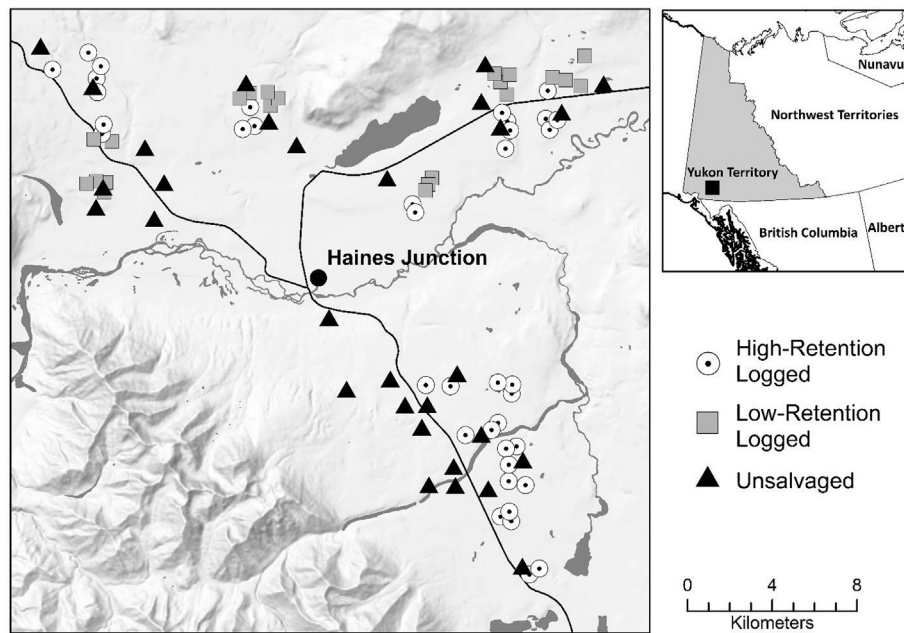 Haines Junction
Nunavu
Northwest Territories
Yukon Territory
British Columbia
Albert
High-Retention
Logged
Low-Retention
Logged
Unsalvaged
0 4 8
Kilometers